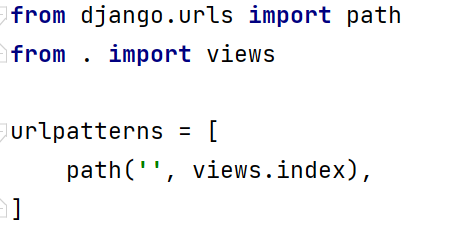 from django.urls import path
from . import views

urlpatterns = [
    path('', views.index),
]